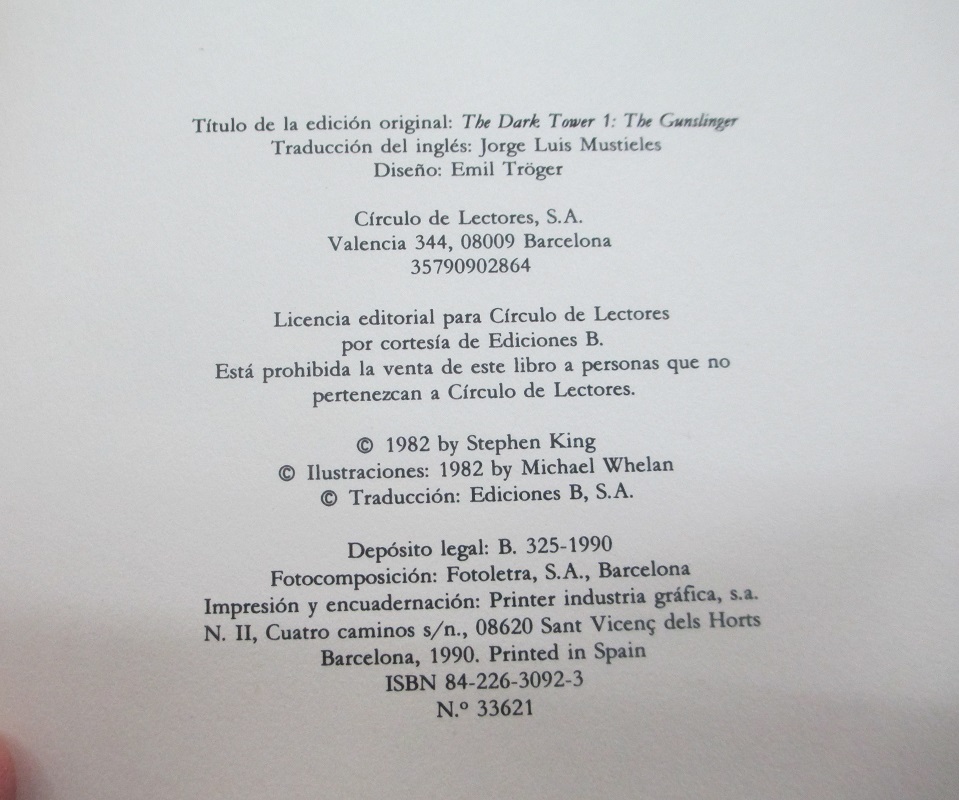 Título de la edición original: The Dark Tower 1: The Gunslinger
Traducción del inglés: Jorge Luis Mustieles
Diseño: Emil Tröger
Círculo de Lectores, S.A.
Valencia 344, 08009 Barcelona
35790902864
Licencia editorial para Círculo de Lectores
por cortesía de Ediciones B.
Está prohibida la venta de este libro a personas que no
pertenezcan a Círculo de Lectores.
© 1982 by Stephen King
© Ilustraciones: 1982 by Michael Whelan
© Traducción: Ediciones B, S.A.
Depósito legal: B. 325-1990
Fotocomposición: Fotoletra, S.A., Barcelona
Impresión y encuadernación: Printer industria gráfica, s.a.
N. II, Cuatro caminos s/n., 08620 Sant Vicenç dels Horts
Barcelona, 1990. Printed in Spain
ISBN 84-226-3092-3
N.º 33621